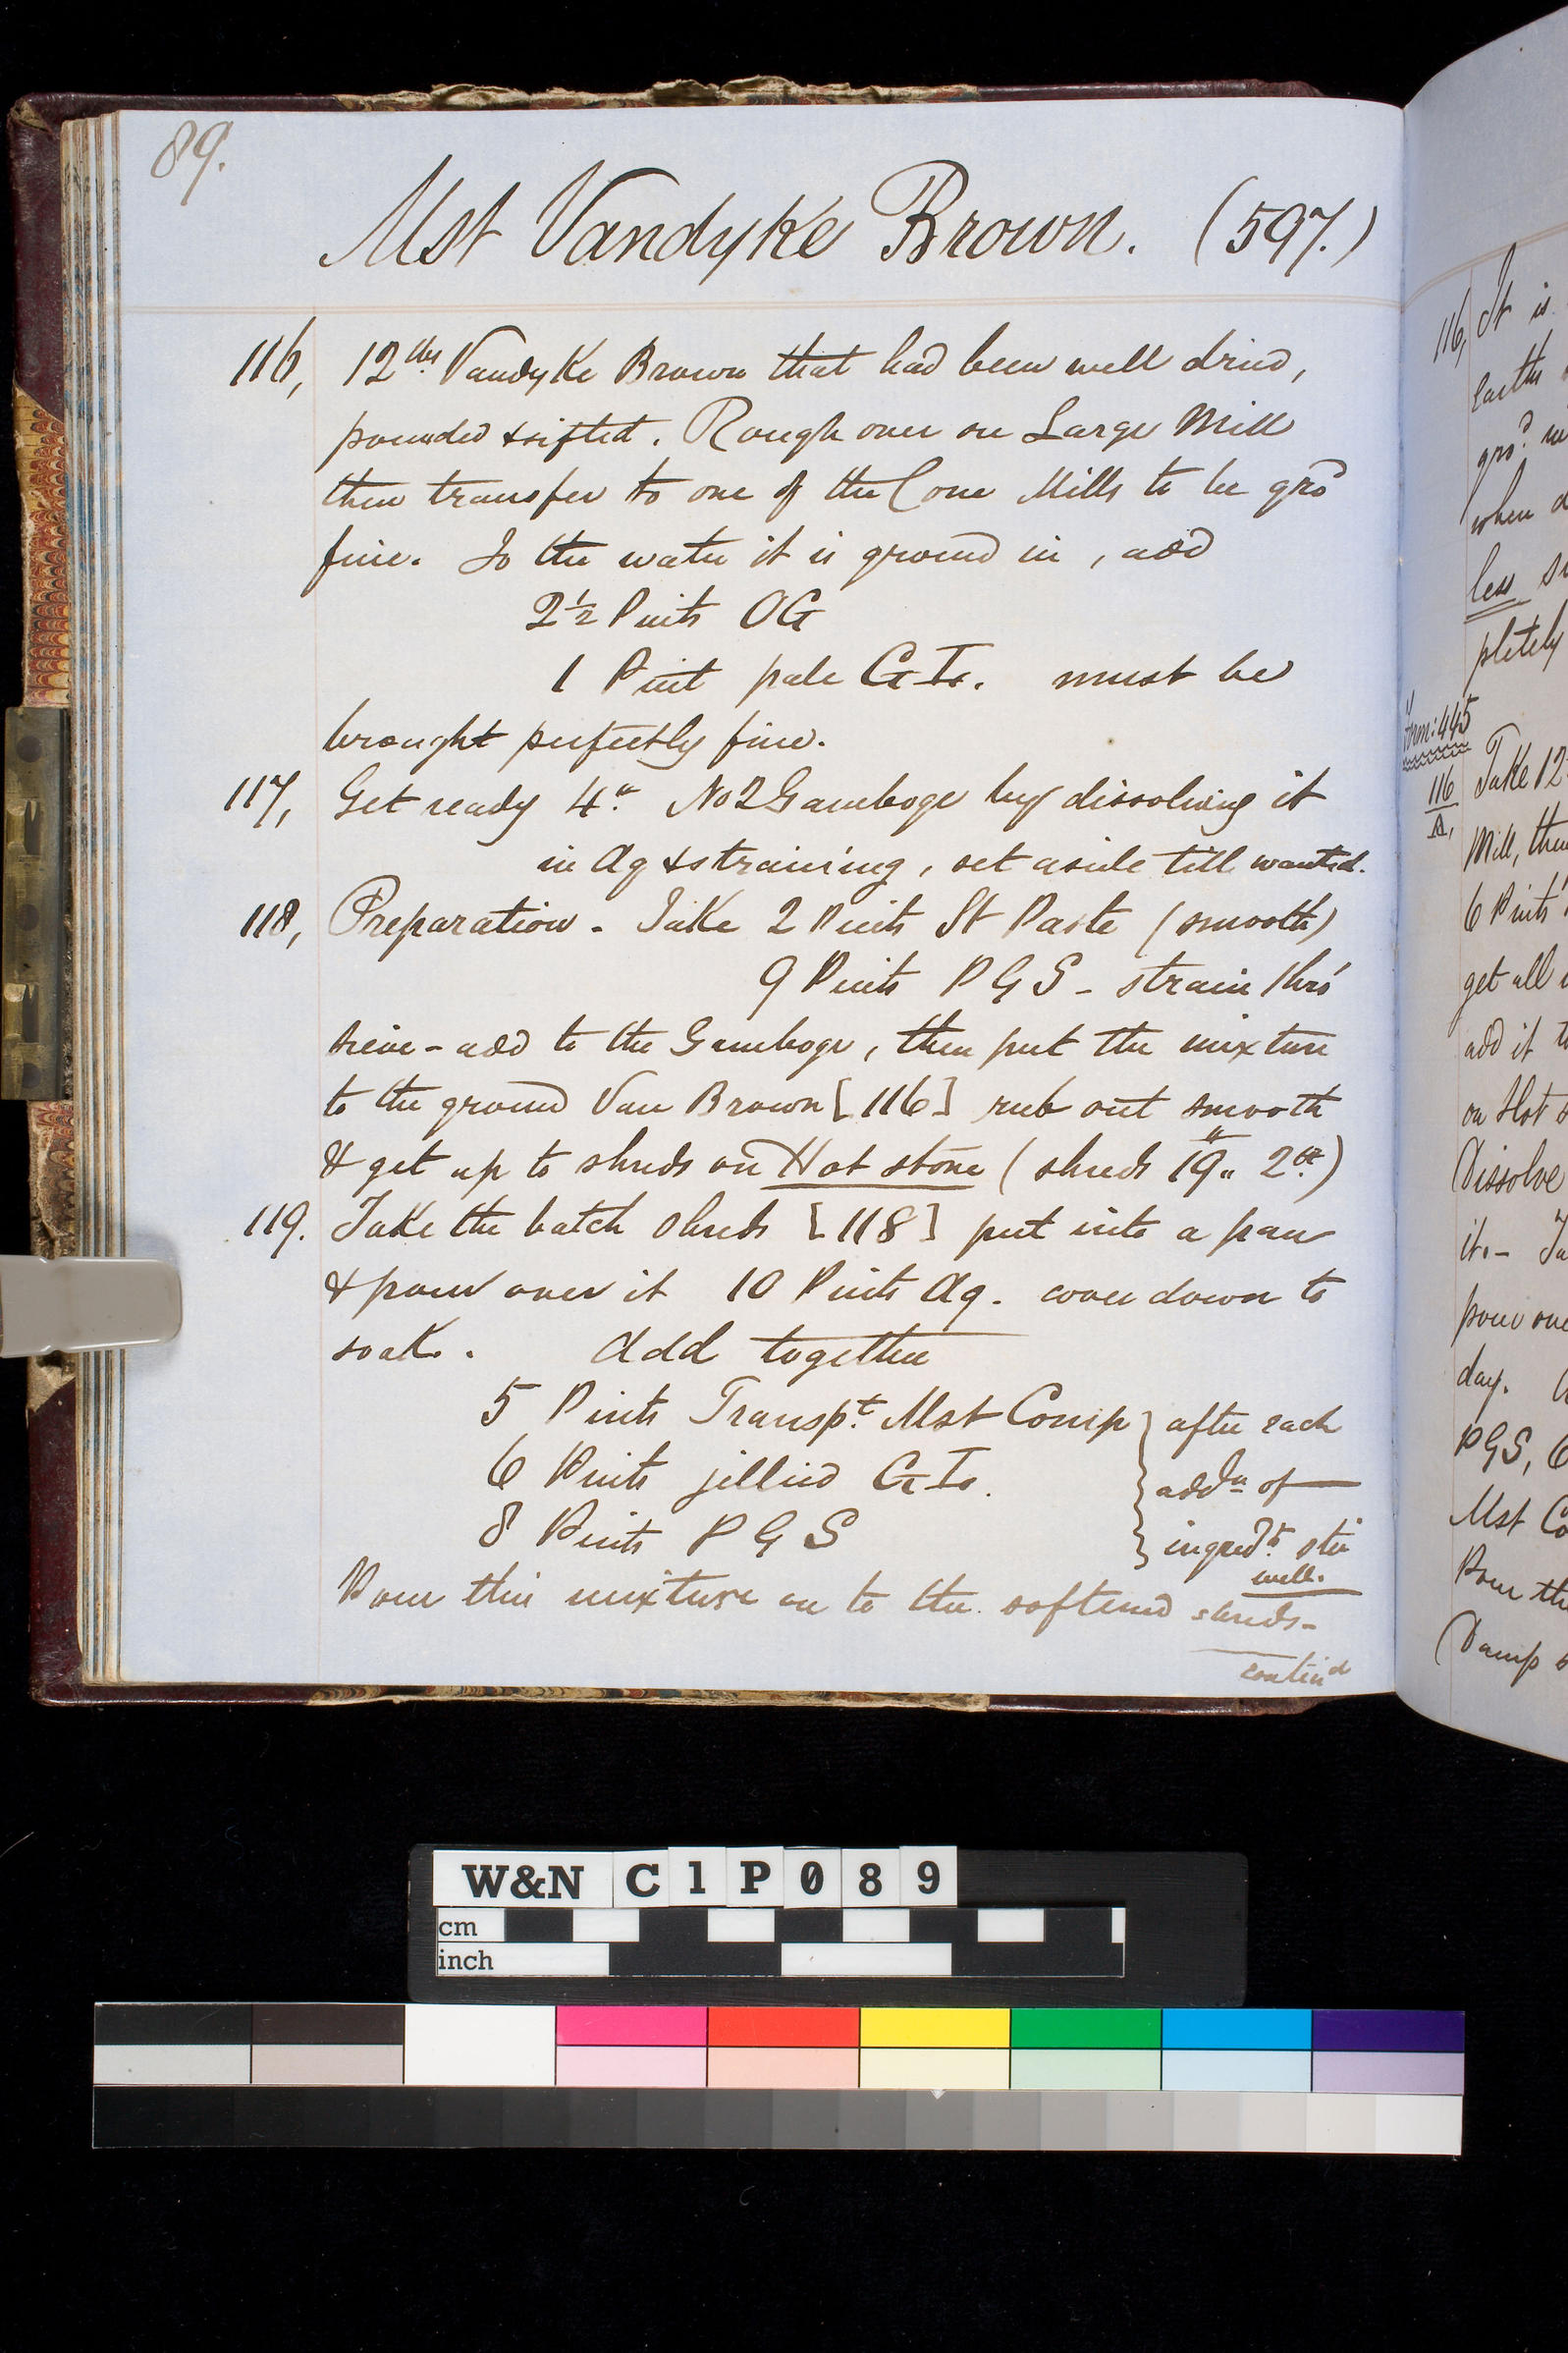 89.
Mst Vandyke Brown. (597.)
116, 12 lbs Vandyke Brown that had been well dried,
pounded & sifted. Rough over on Large Mill
then transfer to one of the Cone Mills to be grd
fine. To the water it is ground in, add
2½ Pints OG
1 Pint pale GIr. must be
brought perfectly fine.
117, Get ready 4" No 2 Gamboge by dissolving it
in Aq & straining, set aside till wanted.
118, Preparation - Take 2 Pints St Paste (smooth)
9 Pints PGS - strain thro'
sieve - add to the Gamboge, then put the mixture
to the ground Van Brown [116] rub out smooth
& get up to shreds on Hot stone (shreds 19" 2oz)
119. Take the batch shreds [118] put into a pan
& pour over it 10 Pints Aq. cover down to
soak. Add together
5 Pints Transpt. Mst Comp } after each
6 Pints jellied GIr. } addn of
8 Pints PGS } ingredts stir
well.
Pour this mixture on to the softened shreds.
contind
116, It is
Earths
grd
when
less
pletely
Form: 445
116
A,
Take 12
Mill, then
6 Pints
get all
add it
on Hot
Dissolve
it. -
pour
day.
PGS, 6
Mst Co
Pour
(Damp
W&N C1P089
cm
inch